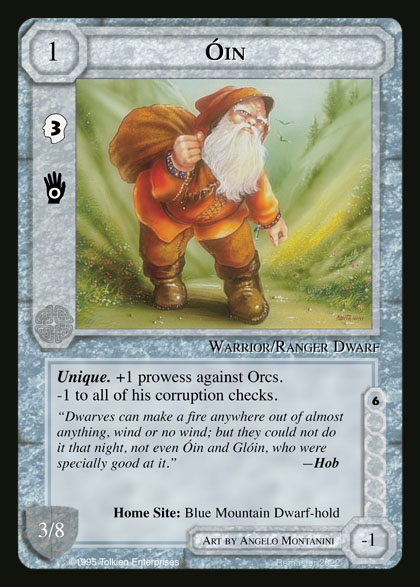 1
ÓIN
3
WARRIOR/RANGER DWARF
Unique. +1 prowess against Orcs.
-1 to all of his corruption checks.
“Dwarves can make a fire anywhere out of almost
anything, wind or no wind; but they could not do
it that night, not even Óin and Glóin, who were
specially good at it.” —Hob
6
Home Site: Blue Mountain Dwarf-hold
3/8
ART BY ANGELO MONTANINI
-1
©1995 Tolkien Enterprises